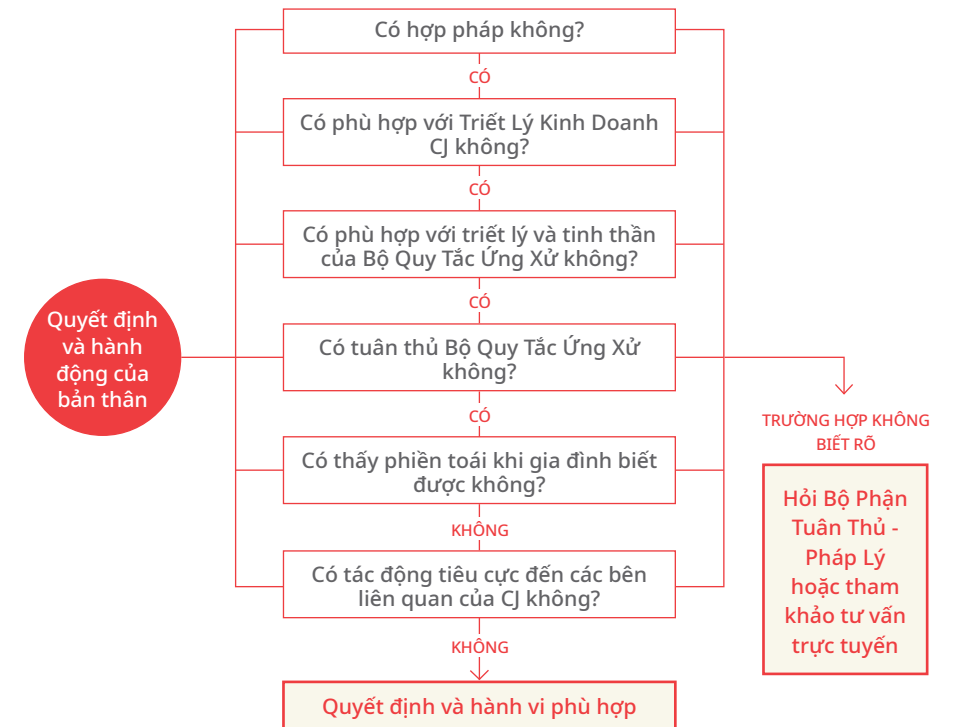 Có hợp pháp không?
CÓ
Có phù hợp với Triết Lý Kinh Doanh
CJ không?
CÓ
Có phù hợp với triết lý và tinh thần
của Bộ Quy Tắc Ứng Xử không?
CÓ
Quyết định
và hành
động của
bản thân
Có tuân thủ Bộ Quy Tắc Ứng Xử
không?
CÓ
Có thấy phiền toái khi gia đình biết
được không?
KHÔNG
Có tác động tiêu cực đến các bên
liên quan của CJ không?
KHÔNG
Quyết định và hành vi phù hợp
TRƯỜNG HỢP KHÔNG
BIẾT RÕ
Hỏi Bộ Phận
Tuân Thủ -
Pháp Lý
hoặc tham
khảo tư vấn
trực tuyến